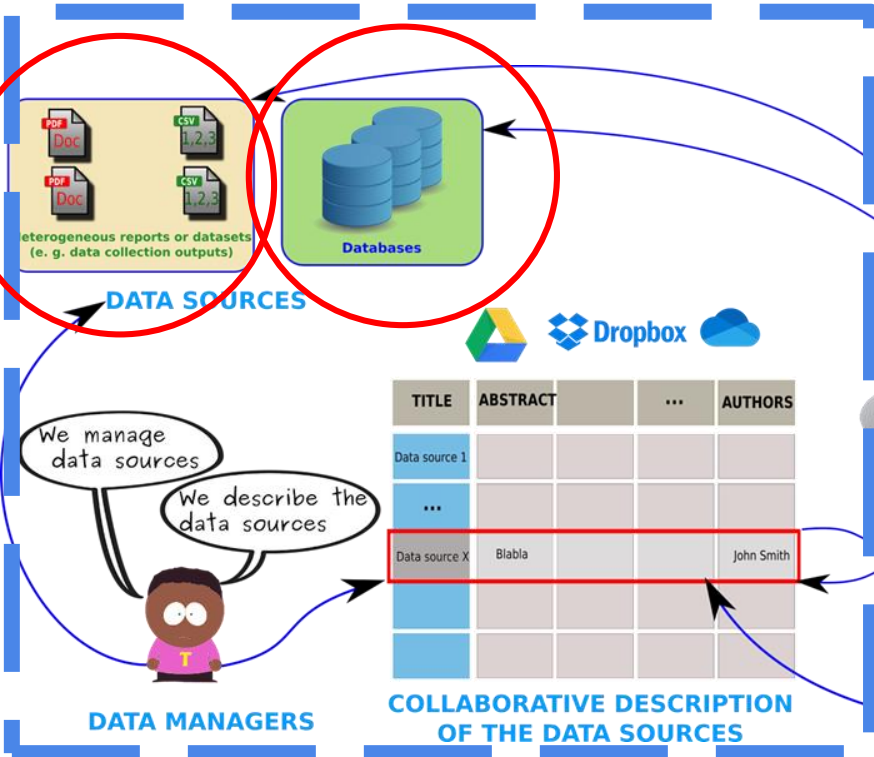 PDF
Doc
CSV
1,2,3
PDF
Doc
CSV
1,2,3
eterogeneous reports or datasets
(e. g. data collection outputs)
Databases
DATA SOURCES
Dropbox
TITLE ABSTRACT ... AUTHORS
Data source 1
...
Data source X Blabla John Smith
We manage
data sources
We describe the
data sources
T
DATA MANAGERS
COLLABORATIVE DESCRIPTION
OF THE DATA SOURCES